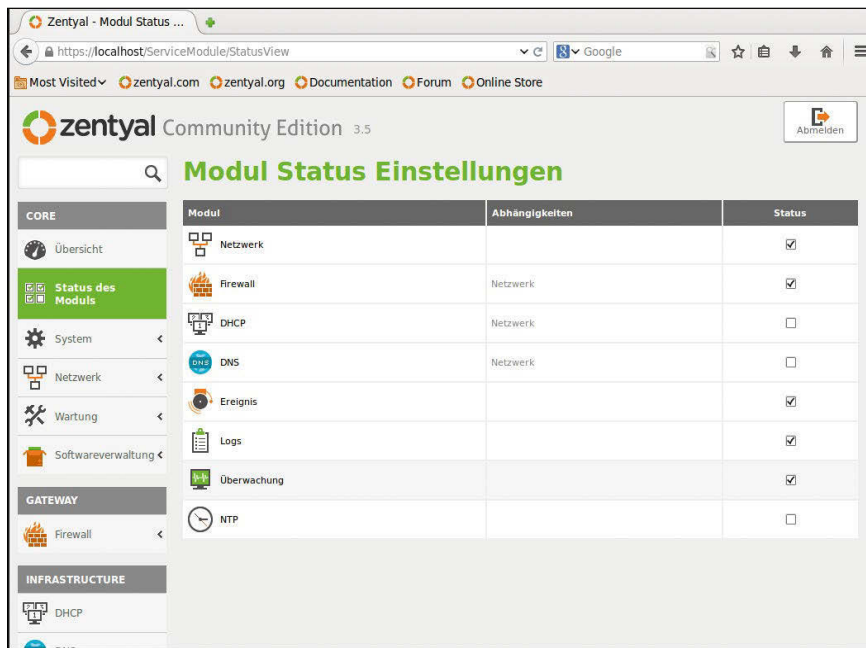 Zentyal - Modul Status ...
https://localhost/ServiceModule/StatusView
Google
Most Visited
zentyal.com
zentyal.org
Documentation
Forum
Online Store
zentyal Community Edition 3.5
Abmelden
Modul Status Einstellungen
CORE
Übersicht
Status des
Moduls
System
Netzwerk
Wartung
Softwareverwaltung
GATEWAY
Firewall
INFRASTRUCTURE
DHCP
DNS
Modul Abhängigkeiten Status
Netzwerk
Firewall Netzwerk
DHCP Netzwerk
DNS DNS Netzwerk
Ereignis
Logs
Überwachung
NTP